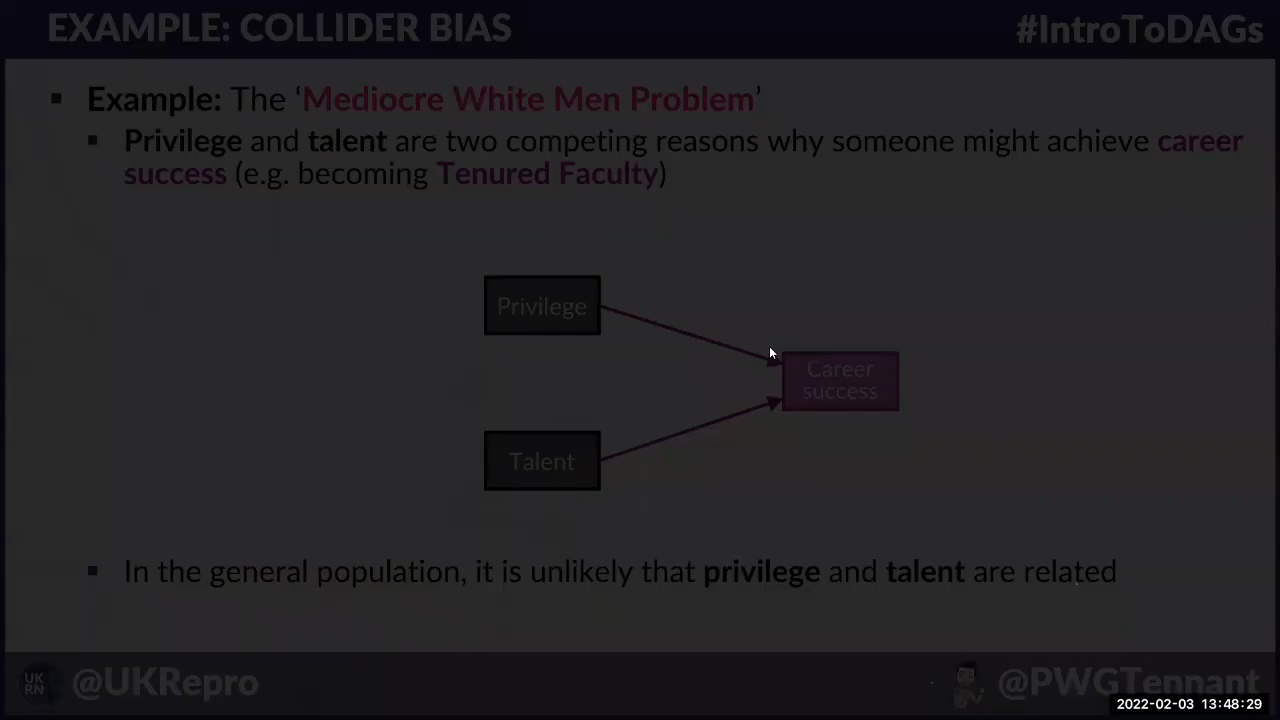 EXAMPLE: COLLIDER BIAS
#IntroToDAGs
Example: The ‘Mediocre White Men Problem’
Privilege and talent are two competing reasons why someone might achieve career
success (e.g. becoming Tenured Faculty)
Privilege
Career
success
Talent
In the general population, it is unlikely that privilege and talent are related
UK
RN
@UKRepro
@PWGTennant
2022-02-03 13:48:29